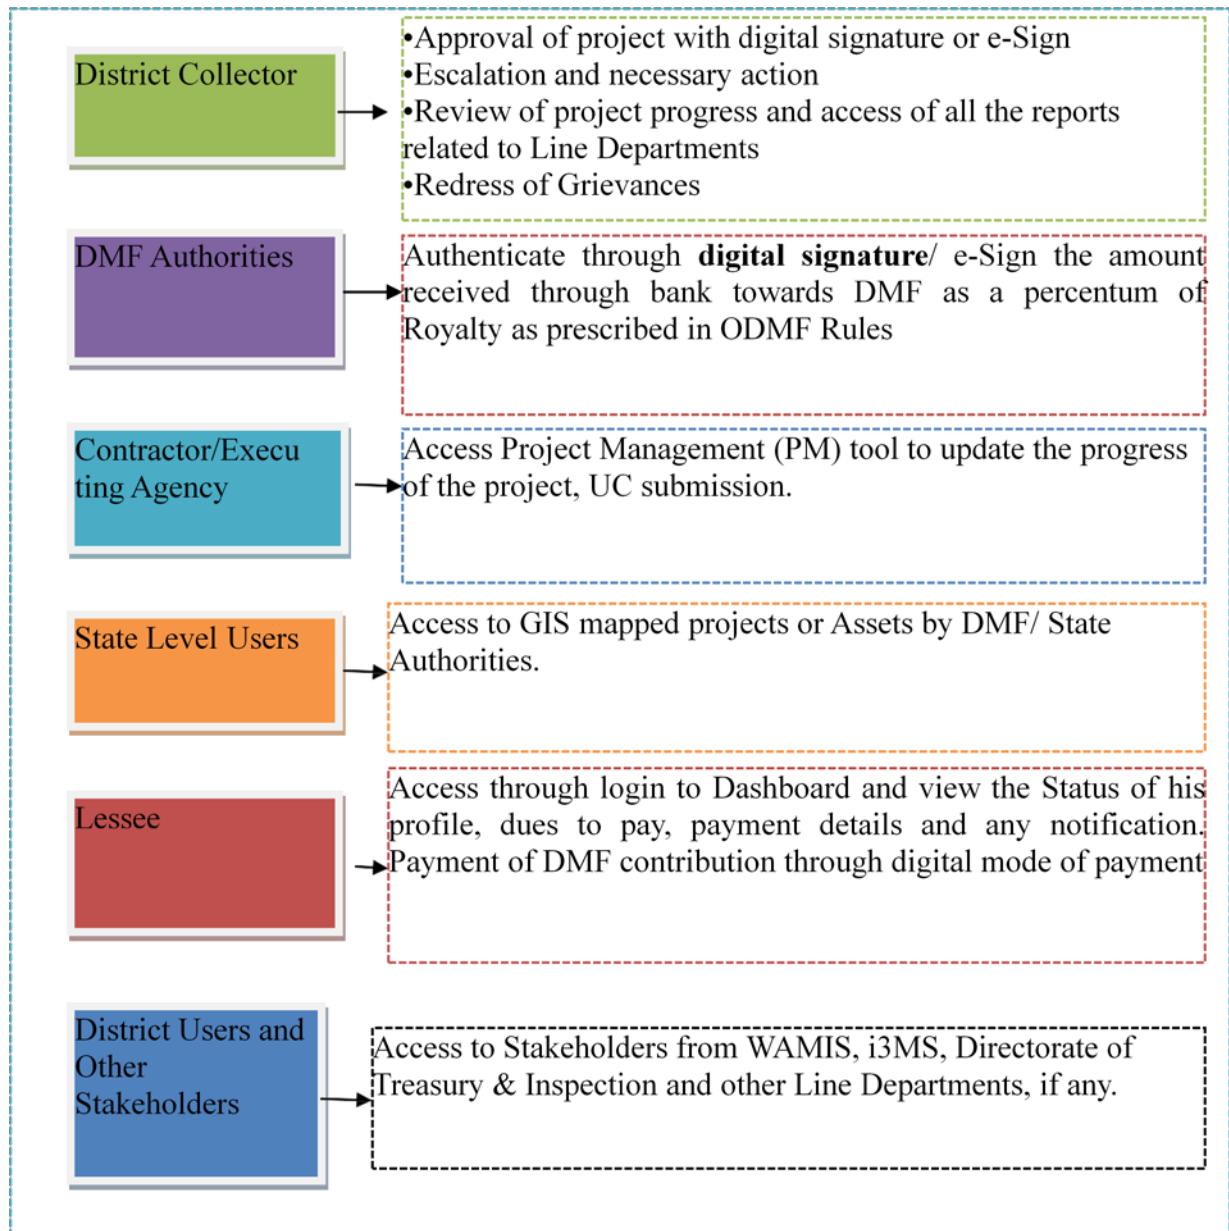 District Collector
•Approval of project with digital signature or e-Sign
•Escalation and necessary action
•Review of project progress and access of all the reports
related to Line Departments
•Redress of Grievances
DMF Authorities
Authenticate through digital signature/ e-Sign the amount
received through bank towards DMF as a percentum of
Royalty as prescribed in ODMF Rules
Contractor/Execu
ting Agency
Access Project Management (PM) tool to update the progress
of the project, UC submission.
State Level Users
Access to GIS mapped projects or Assets by DMF/ State
Authorities.
Lessee
Access through login to Dashboard and view the Status of his
profile, dues to pay, payment details and any notification.
Payment of DMF contribution through digital mode of payment
District Users and
Other
Stakeholders
Access to Stakeholders from WAMIS, i3MS, Directorate of
Treasury & Inspection and other Line Departments, if any.